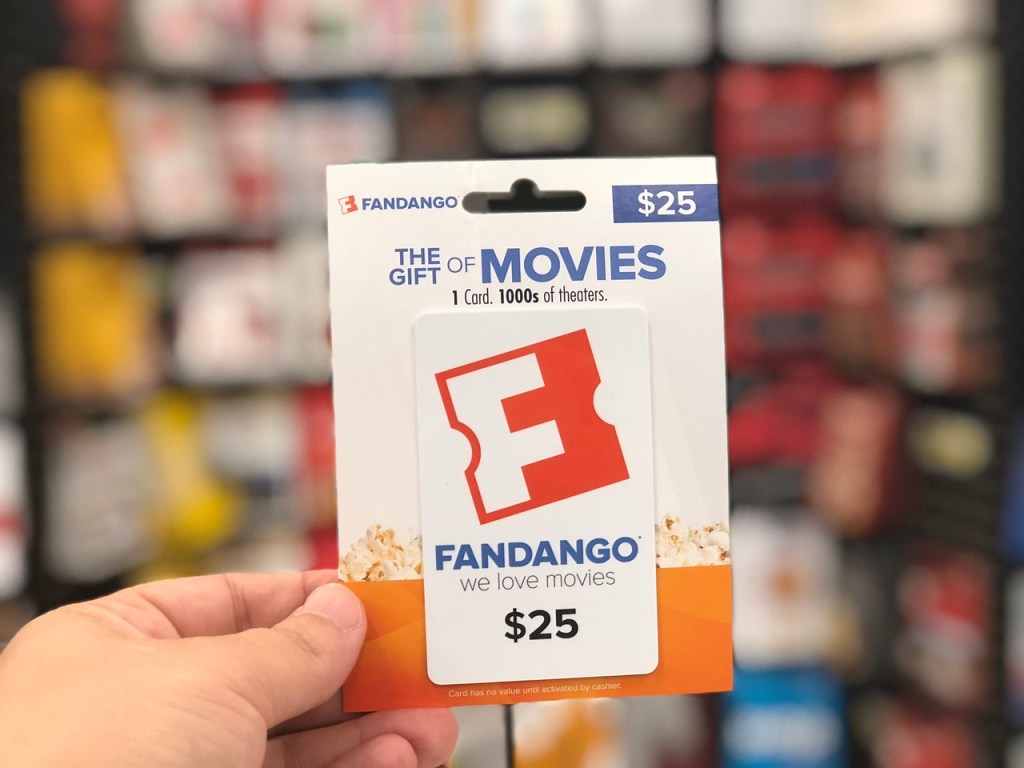 FANDANGO
$25
THE GIFT OF MOVIES
1 Card. 1000s of theaters.
F
FANDANGO
we love movies
$25
Card has no value until activated by cashier.